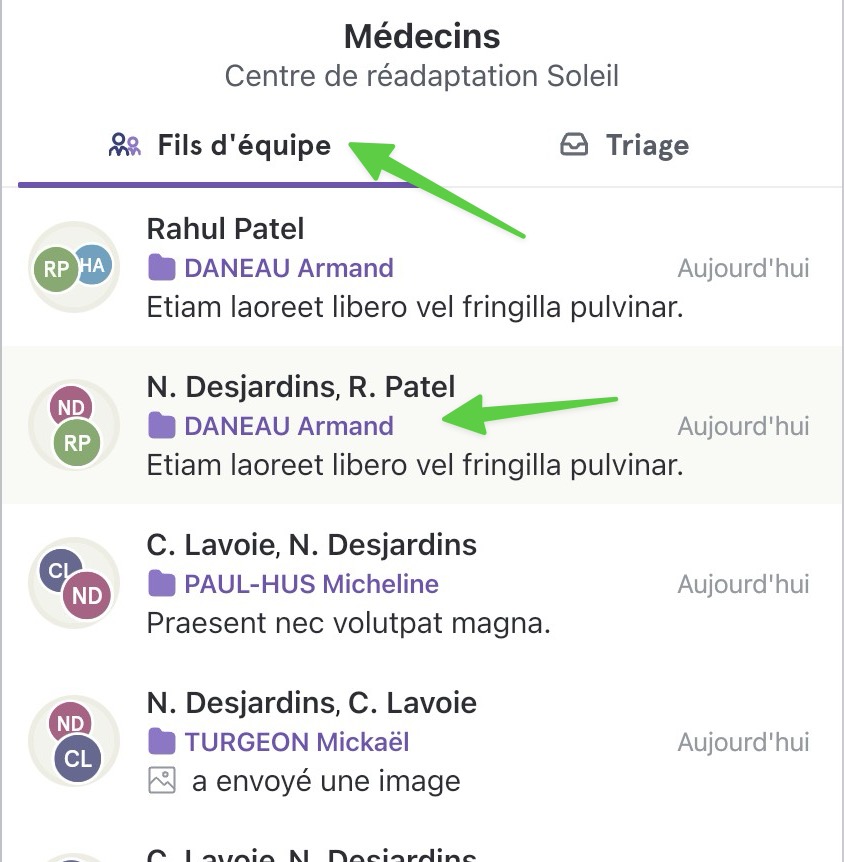 Médecins
Centre de réadaptation Soleil
Fils d'équipe
Triage
Rahul Patel
RP HA
DANEAU Armand
Aujourd'hui
Etiam laoreet libero vel fringilla pulvinar.
N. Desjardins, R. Patel
ND
RP
DANEAU Armand
Aujourd'hui
Etiam laoreet libero vel fringilla pulvinar.
C. Lavoie, N. Desjardins
CL
ND
PAUL-HUS Micheline
Aujourd'hui
Praesent nec volutpat magna.
N. Desjardins, C. Lavoie
ND
CL
TURGEON Mickaël
Aujourd'hui
a envoyé une image
C. Lavoie, N. Desjardins